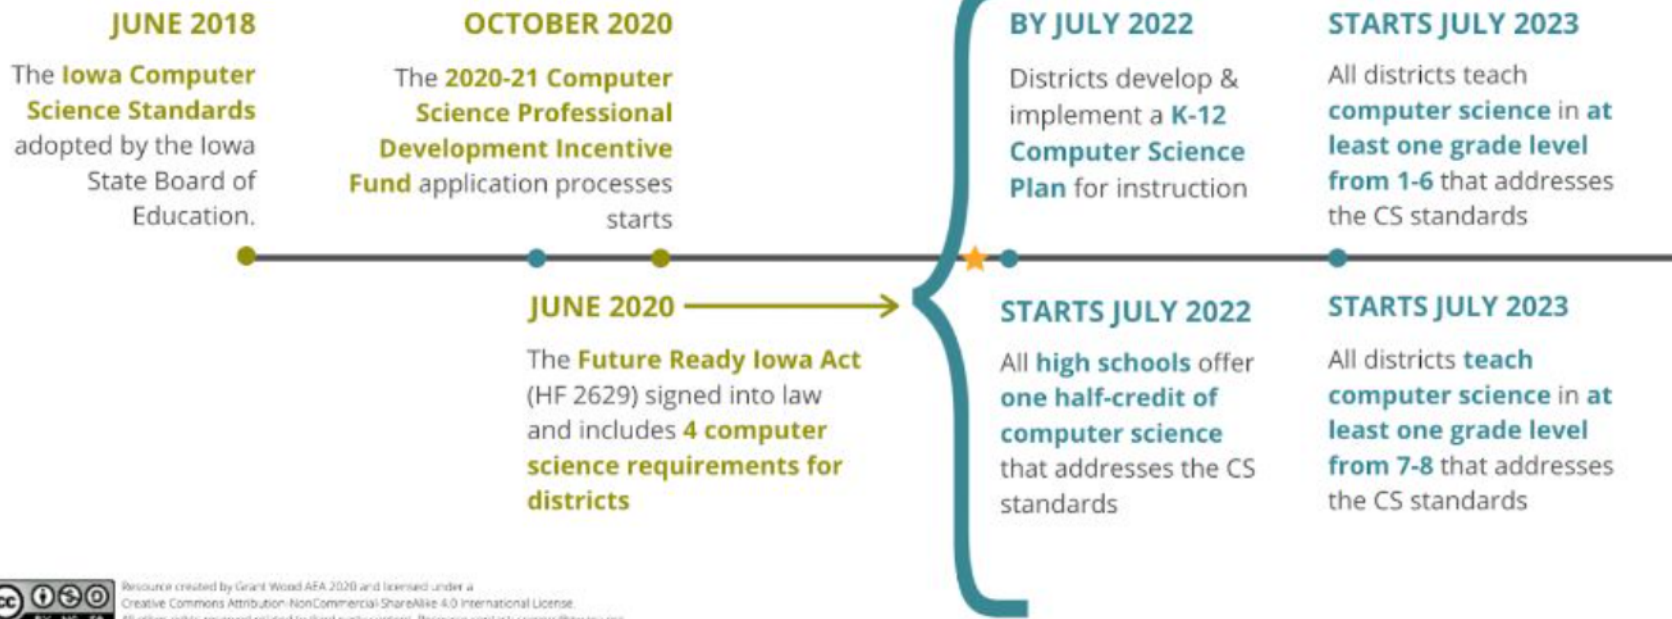 JUNE 2018
The Iowa Computer
Science Standards
adopted by the Iowa
State Board of
Education.
OCTOBER 2020
The 2020-21 Computer
Science Professional
Development Incentive
Fund application processes
starts
JUNE 2020
The Future Ready Iowa Act
(HF 2629) signed into law
and includes 4 computer
science requirements for
districts
BY JULY 2022
Districts develop &
implement a K-12
Computer Science
Plan for instruction
STARTS JULY 2022
All high schools offer
one half-credit of
computer science
that addresses the CS
standards
STARTS JULY 2023
All districts teach
computer science in at
least one grade level
from 1-6 that addresses
the CS standards
STARTS JULY 2023
All districts teach
computer science in at
least one grade level
from 7-8 that addresses
the CS standards
cc
Resource created by Grant Wood AEA 2020 and licensed under a
Creative Commons Attribution-NonCommercial-ShareAlike 4.0 International License.